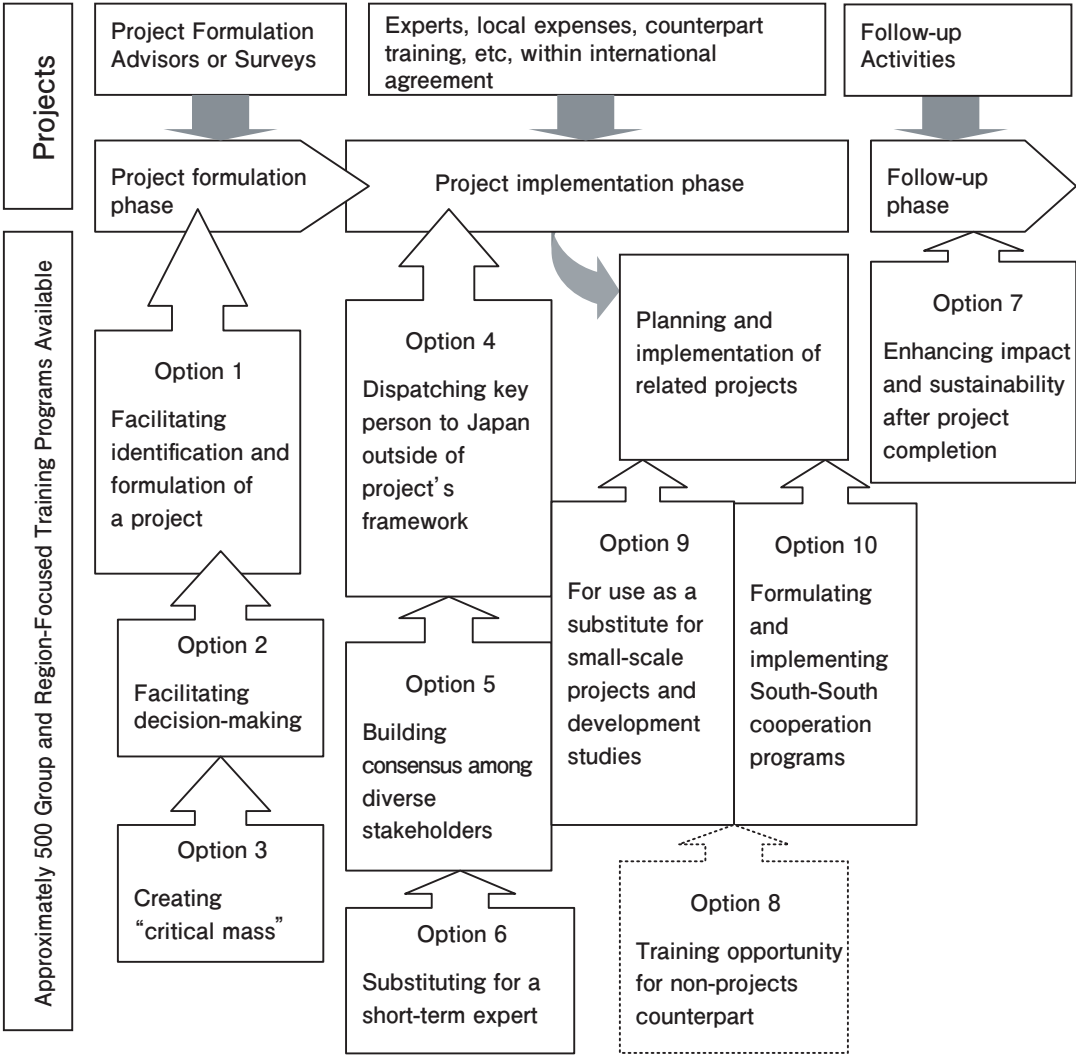 Projects
Project Formulation
Advisors or Surveys
Experts, local expenses, counterpart
training, etc, within international
agreement
Follow-up
Activities
Project formulation
phase
Project implementation phase
Follow-up
phase
Approximately 500 Group and Region-Focused Training Programs Available
Option 1
Facilitating
identification and
formulation of
a project
Option 2
Facilitating
decision-making
Option 3
Creating
“critical mass”
Option 4
Dispatching key
person to Japan
outside of
project’s
framework
Option 5
Building
consensus among
diverse
stakeholders
Option 6
Substituting for a
short-term expert
Planning and
implementation of
related projects
Option 9
For use as a
substitute for
small-scale
projects and
development
studies
Option 10
Formulating
and
implementing
South-South
cooperation
programs
Option 8
Training opportunity
for non-projects
counterpart
Option 7
Enhancing impact
and sustainability
after project
completion